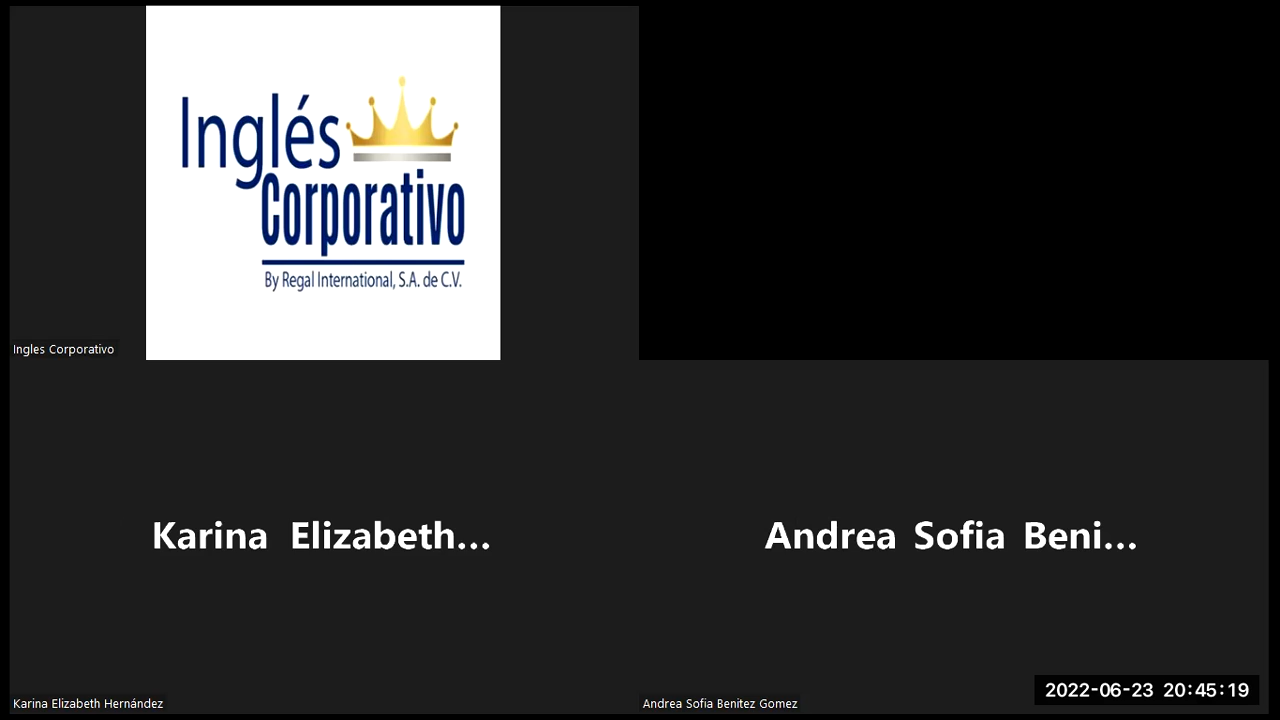 Inglés
Corporativo
By Regal International, S.A. de C.V.
Ingles Corporativo
Karina Elizabeth...
Andrea Sofia Beni...
Karina Elizabeth Hernández
Andrea Sofia Benitez Gomez
2022-06-23 20:45:19